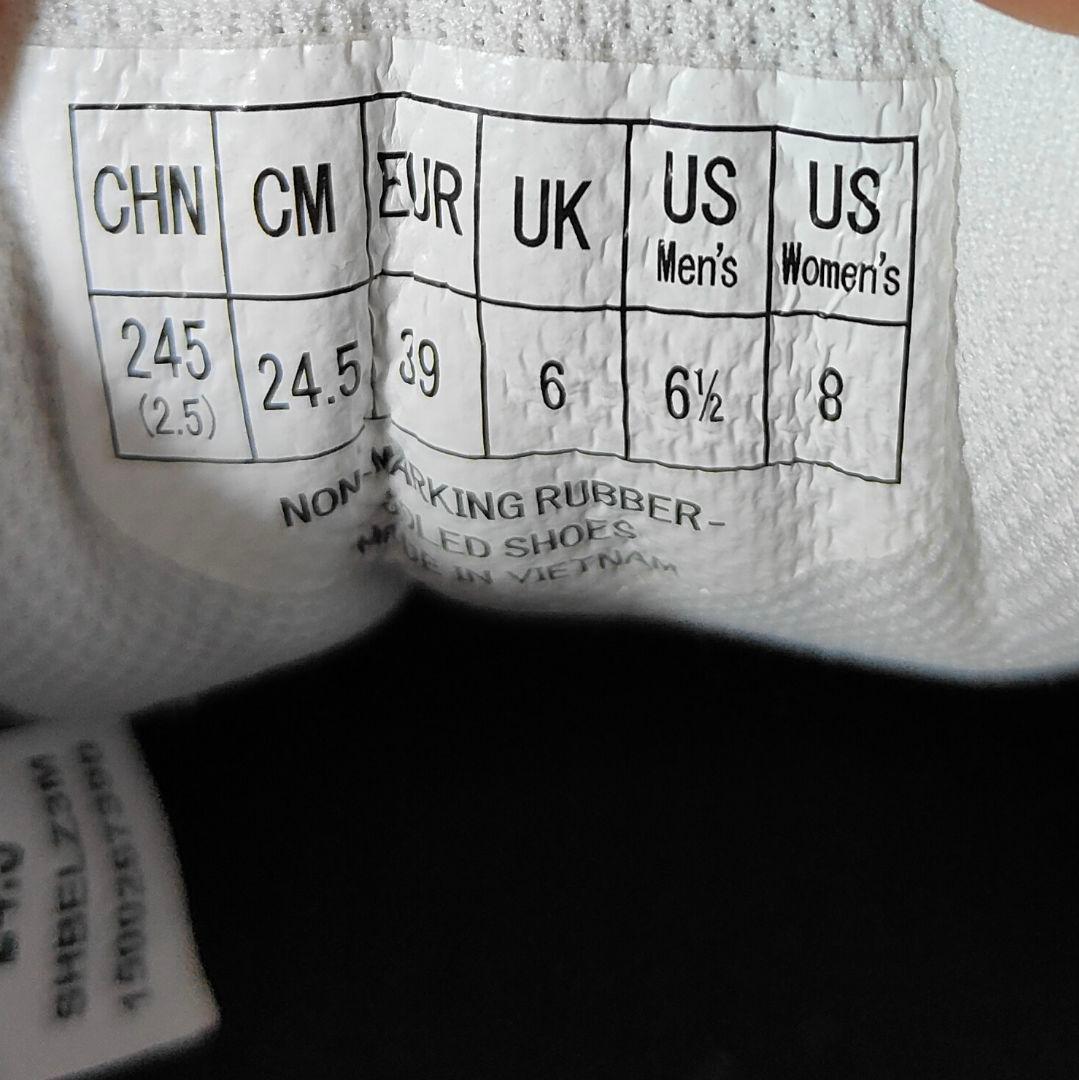 CHN CM EUR UK US Men's US Women's
245 (2.5) 24.5 39 6 6½ 8
NON-MARKING RUBBER-
SOLED SHOES
MADE IN VIETNAM
SHBELZ3M